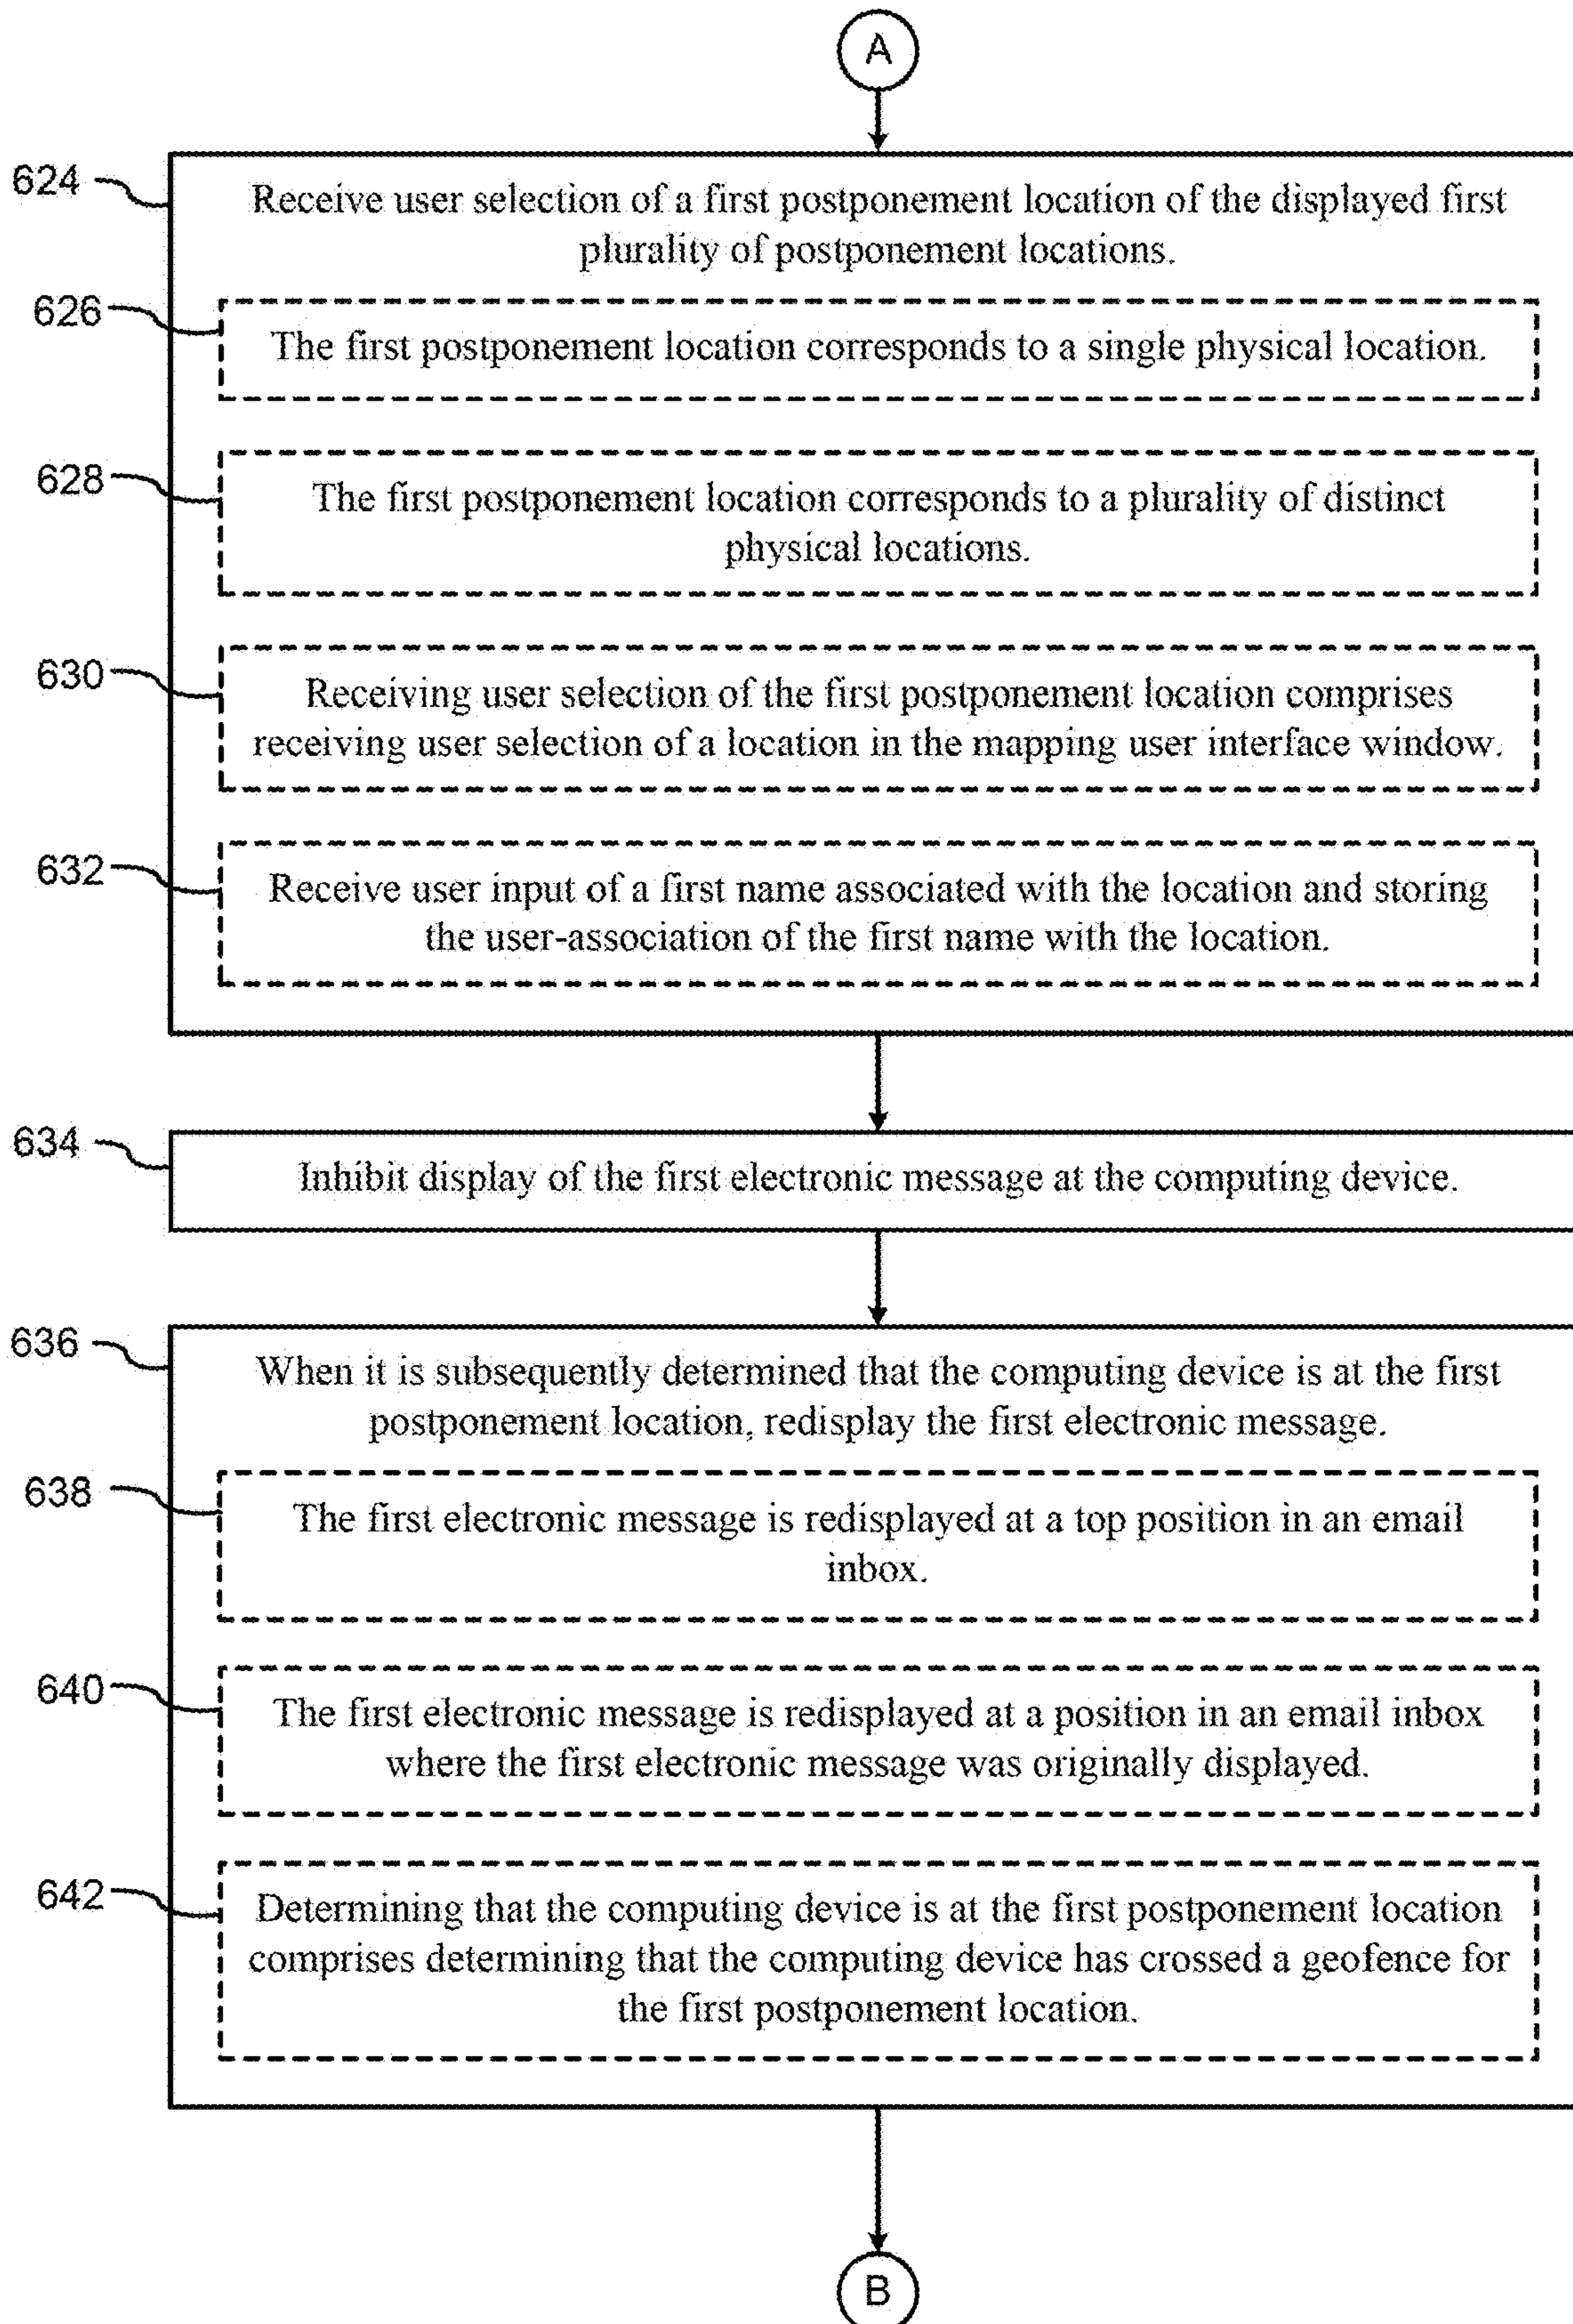 A
624
Receive user selection of a first postponement location of the displayed first
plurality of postponement locations.
626
The first postponement location corresponds to a single physical location.
628
The first postponement location corresponds to a plurality of distinct
physical locations.
630
Receiving user selection of the first postponement location comprises
receiving user selection of a location in the mapping user interface window.
632
Receive user input of a first name associated with the location and storing
the user-association of the first name with the location.
634
Inhibit display of the first electronic message at the computing device.
636
When it is subsequently determined that the computing device is at the first
postponement location, redisplay the first electronic message.
638
The first electronic message is redisplayed at a top position in an email
inbox.
640
The first electronic message is redisplayed at a position in an email inbox
where the first electronic message was originally displayed.
642
Determining that the computing device is at the first postponement location
comprises determining that the computing device has crossed a geofence for
the first postponement location.
B